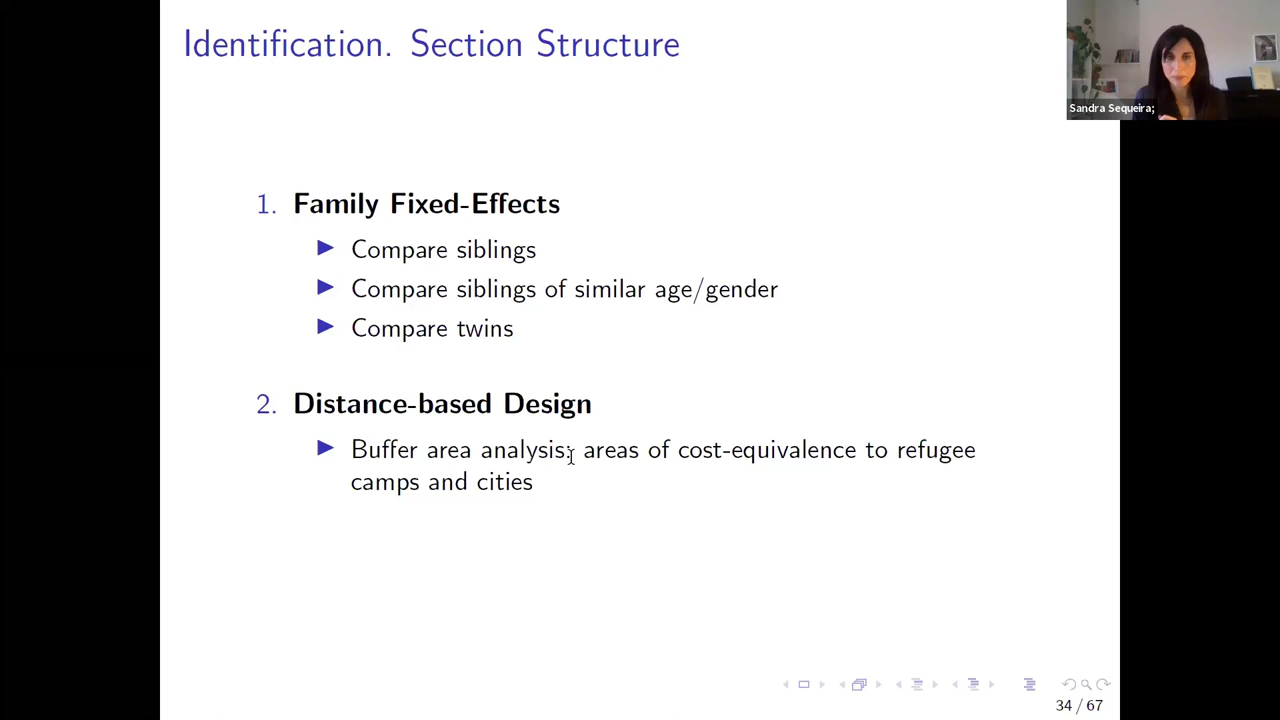 Identification. Section Structure
Sandra Sequeira;
1. Family Fixed-Effects
Compare siblings
Compare siblings of similar age/gender
Compare twins
2. Distance-based Design
Buffer area analysis: areas of cost-equivalence to refugee
camps and cities
34 / 67